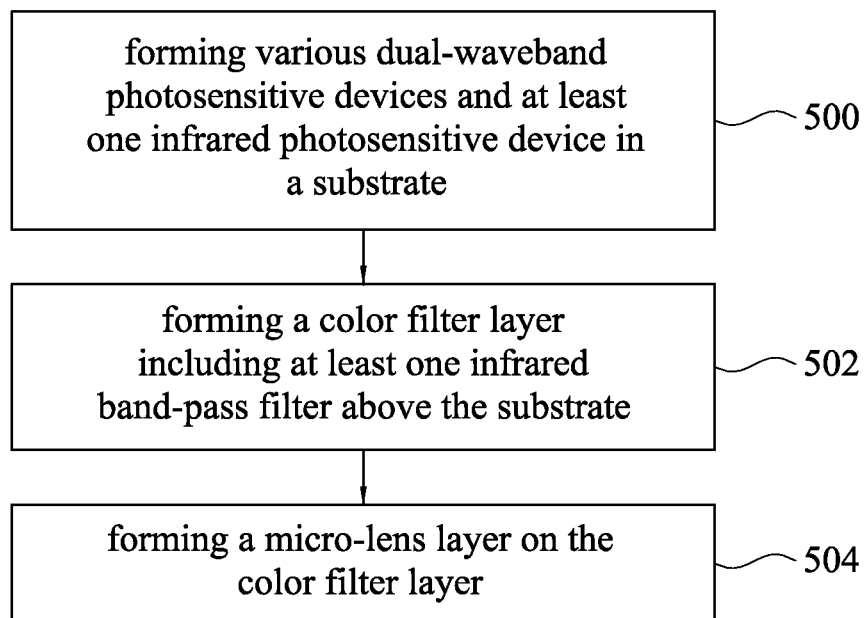 forming various dual-waveband
photosensitive devices and at least
one infrared photosensitive device in
a substrate
500
forming a color filter layer
including at least one infrared
band-pass filter above the substrate
502
forming a micro-lens layer on the
color filter layer
504